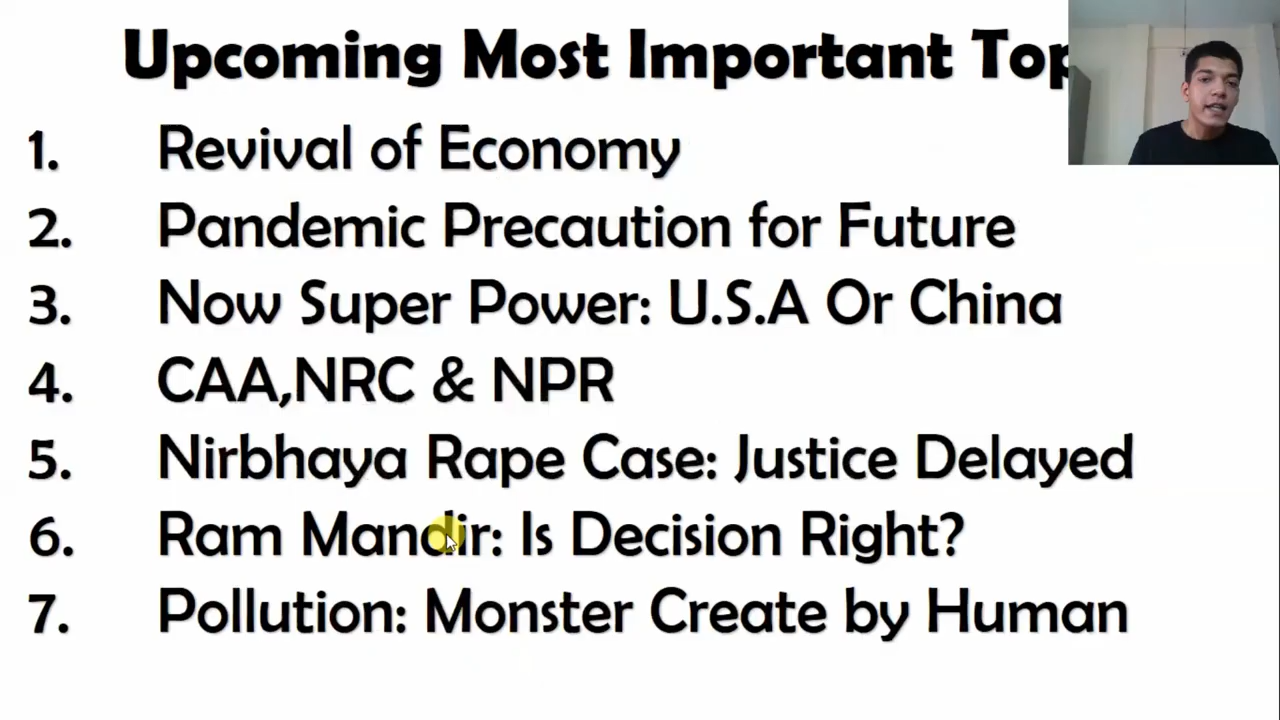 Upcoming Most Important Top
1. Revival of Economy
2. Pandemic Precaution for Future
3. Now Super Power: U.S.A Or China
4. CAA,NRC & NPR
5. Nirbhaya Rape Case: Justice Delayed
6. Ram Mandir: Is Decision Right?
7. Pollution: Monster Create by Human